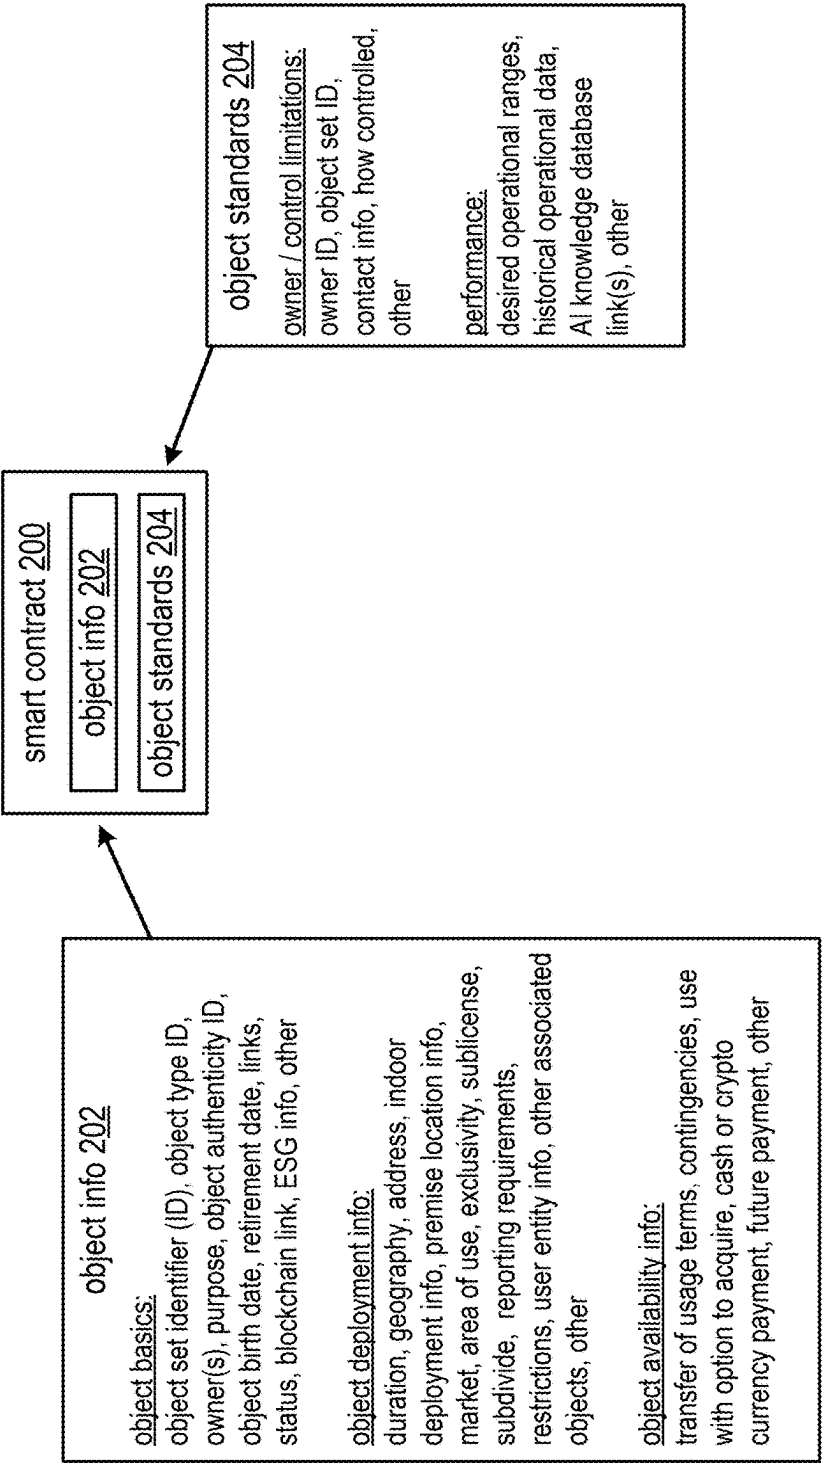 smart contract 200
object info 202
object standards 204
object info 202
object basics:
object set identifier (ID), object type ID,
owner(s), purpose, object authenticity ID,
object birth date, retirement date, links,
status, blockchain link, ESG info, other
object deployment info:
duration, geography, address, indoor
deployment info, premise location info,
market, area of use, exclusivity, sublicense,
subdivide, reporting requirements,
restrictions, user entity info, other associated
objects, other
object availability info:
transfer of usage terms, contingencies, use
with option to acquire, cash or crypto
currency payment, future payment, other
object standards 204
owner / control limitations:
owner ID, object set ID,
contact info, how controlled,
other
performance:
desired operational ranges,
historical operational data,
AI knowledge database
link(s), other